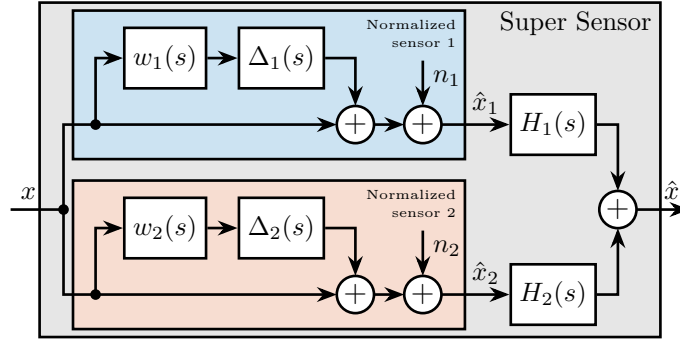 Super Sensor
Normalized
sensor 1
w₁(s)
Δ₁(s)
n₁
+
+
x̂₁
H₁(s)
x
+
x̂
Normalized
sensor 2
w₂(s)
Δ₂(s)
n₂
+
+
x̂₂
H₂(s)